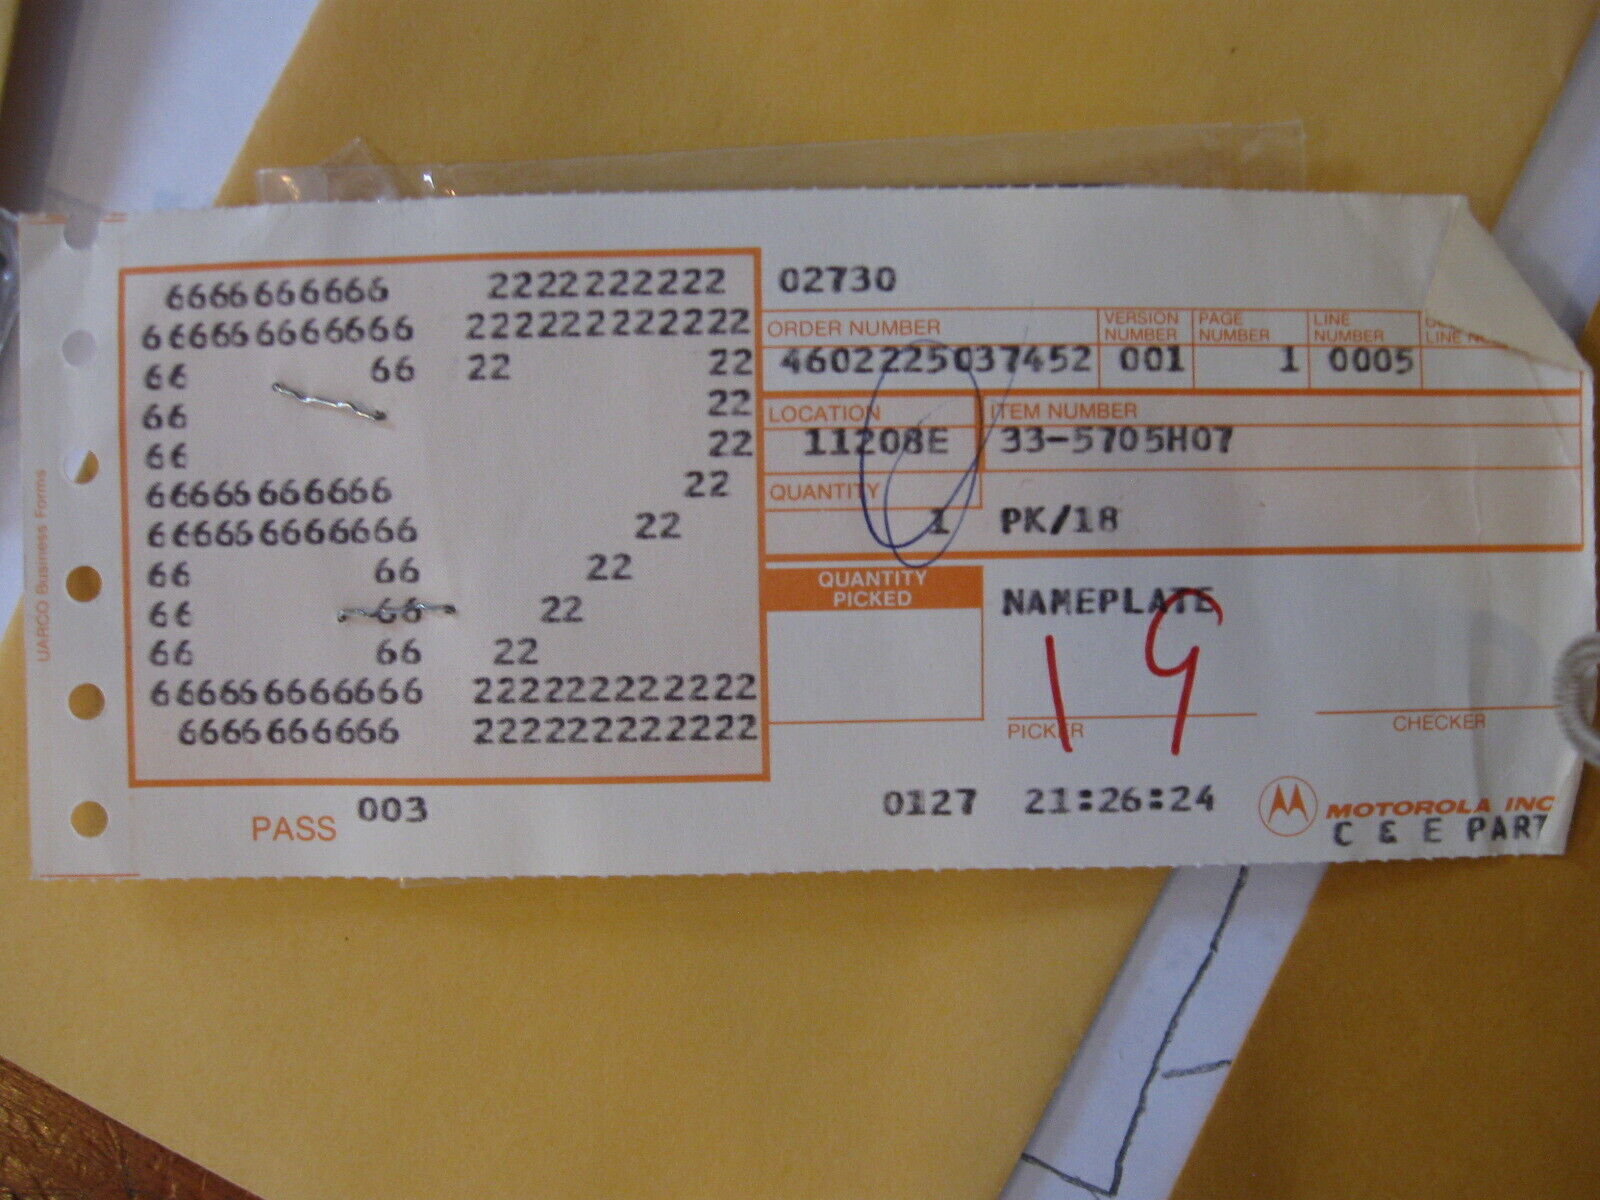 UARCO Business Forms
6666666666 2222222222
666666666666 222222222222
66 66 22 22
66 22
66 22
66666666666 22
666666666666 22
66 66 22
66 66 22
66 66 22
666666666666 222222222222
6666666666 222222222222
PASS 003
02730
ORDER NUMBER VERSION NUMBER PAGE NUMBER LINE NUMBER LINE
4602225037452 001 1 0005
LOCATION ITEM NUMBER
11208E 33-5705H07
QUANTITY
1 PK/18
QUANTITY PICKED
NAMEPLATE
19
PICKER CHECKER
0127 21:26:24
MOTOROLA INC
C & E PART